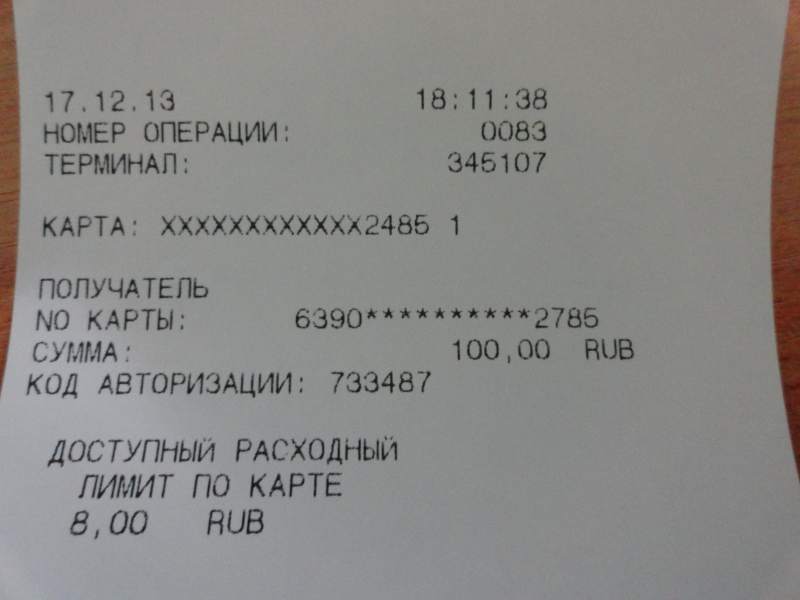 17.12.13 18:11:38
НОМЕР ОПЕРАЦИИ: 0083
ТЕРМИНАЛ: 345107
КАРТА: XXXXXXXXXXXX2485 1
ПОЛУЧАТЕЛЬ
NO КАРТЫ: 6390**********2785
СУММА: 100,00 RUB
КОД АВТОРИЗАЦИИ: 733487
ДОСТУПНЫЙ РАСХОДНЫЙ
ЛИМИТ ПО КАРТЕ
8,00 RUB